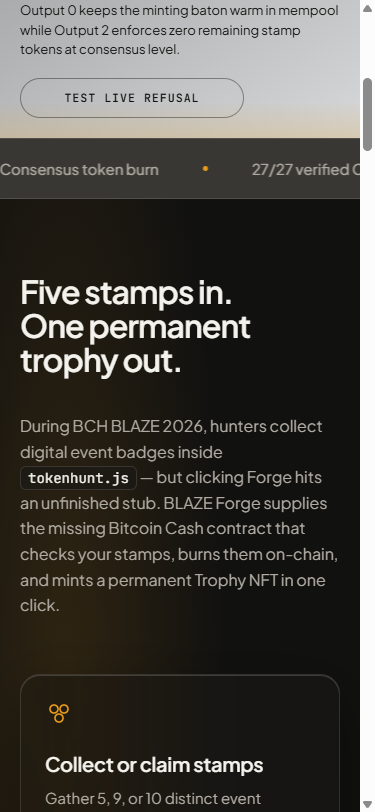 Output 0 keeps the minting baton warm in mempool
while Output 2 enforces zero remaining stamp
tokens at consensus level.
TEST LIVE REFUSAL
Consensus token burn • 27/27 verified
Five stamps in.
One permanent
trophy out.
During BCH BLAZE 2026, hunters collect
digital event badges inside
tokenhunt.js — but clicking Forge hits
an unfinished stub. BLAZE Forge supplies
the missing Bitcoin Cash contract that
checks your stamps, burns them on-chain,
and mints a permanent Trophy NFT in one
click.
Collect or claim stamps
Gather 5, 9, or 10 distinct event